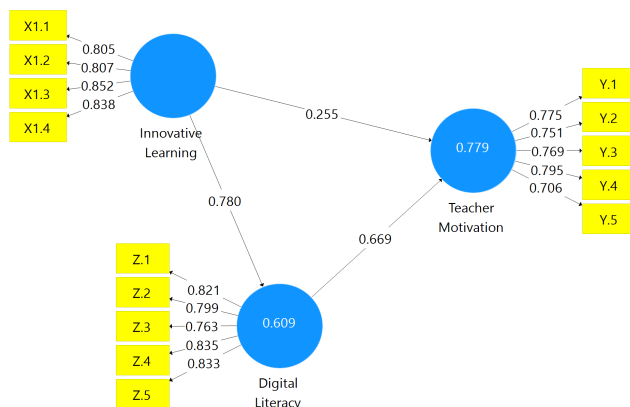 X1.1
X1.2
X1.3
X1.4
0.805
0.807
0.852
0.838
Innovative
Learning
0.255
0.780
0.779
Teacher
Motivation
0.775
0.751
0.769
0.795
0.706
Y.1
Y.2
Y.3
Y.4
Y.5
0.669
Z.1
Z.2
Z.3
Z.4
Z.5
0.821
0.799
0.763
0.835
0.833
0.609
Digital
Literacy